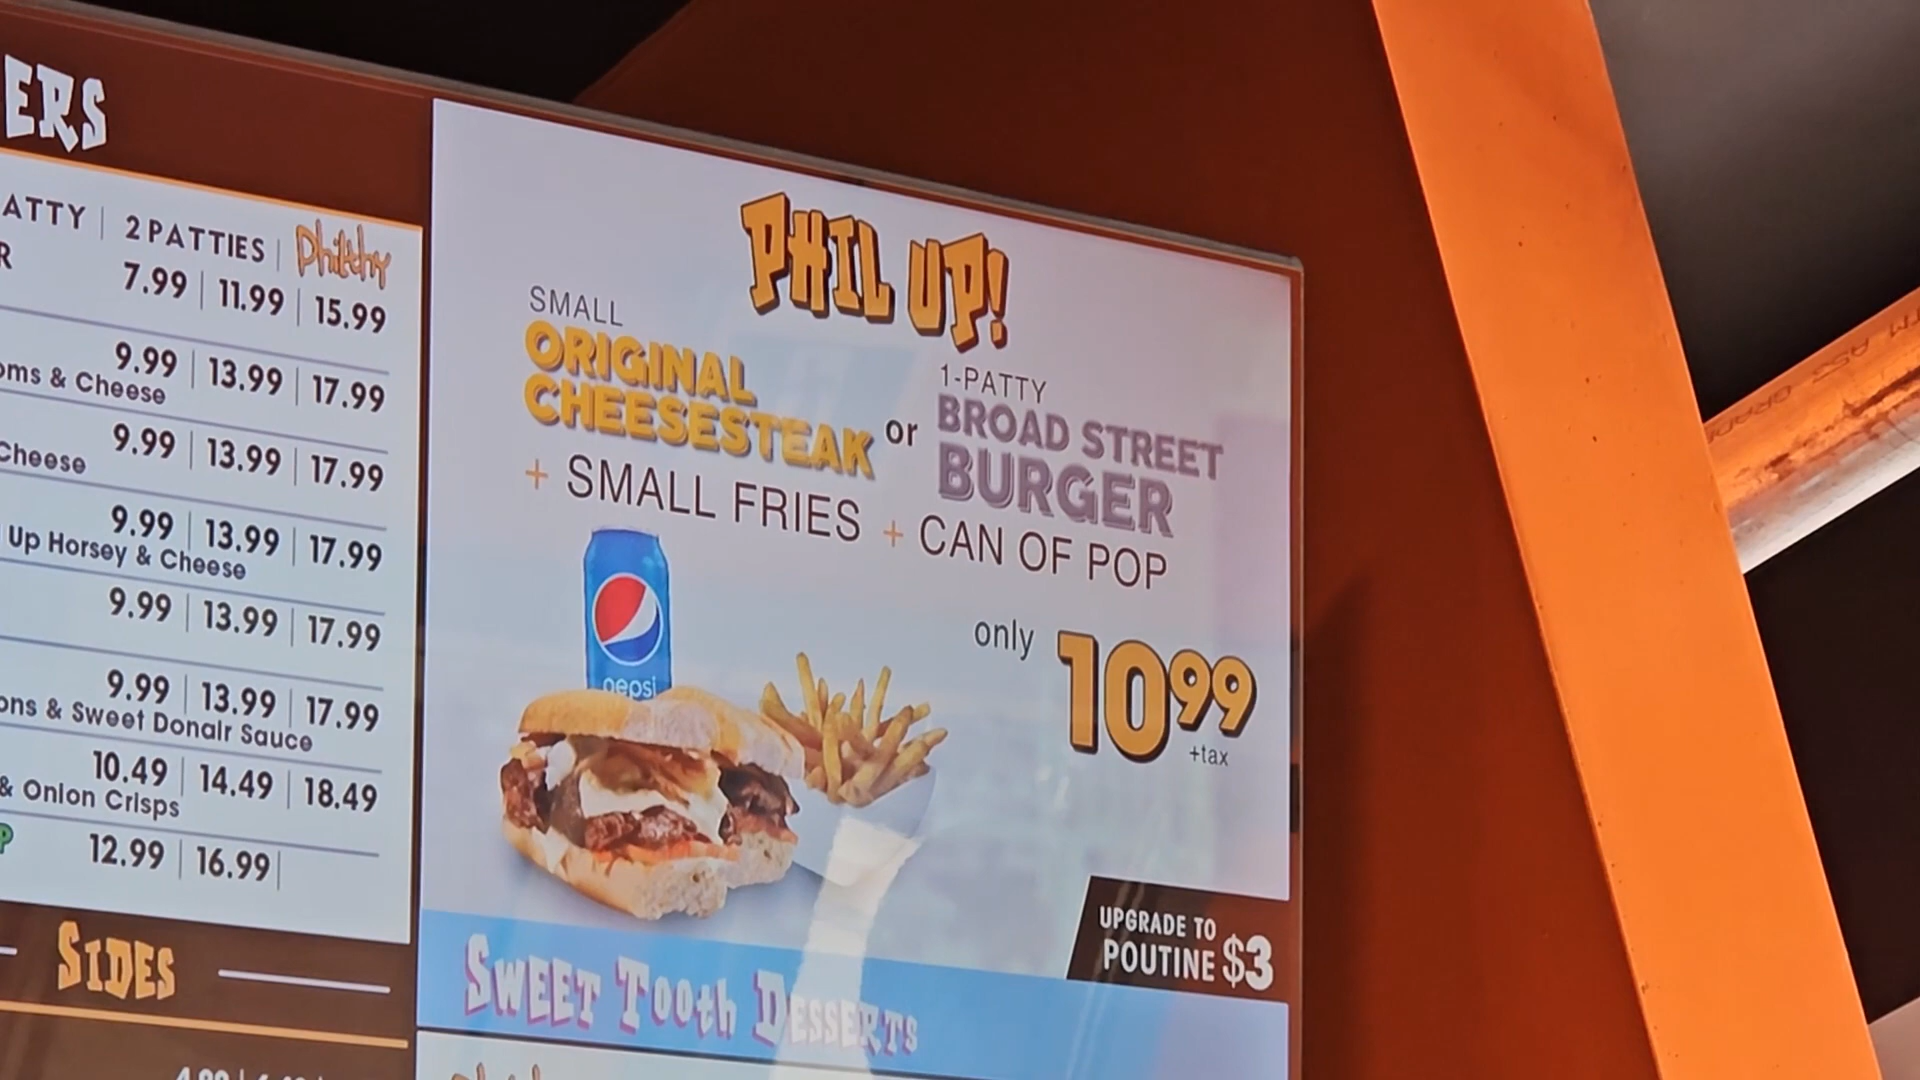 ERS
ATTY | 2 PATTIES | Philthy
R 7.99 | 11.99 | 15.99
9.99 | 13.99 | 17.99
oms & Cheese
9.99 | 13.99 | 17.99
Cheese
9.99 | 13.99 | 17.99
Up Horsey & Cheese
9.99 | 13.99 | 17.99
9.99 | 13.99 | 17.99
ons & Sweet Donair Sauce
10.49 | 14.49 | 18.49
& Onion Crisps
P 12.99 | 16.99 |
SIDES
PHIL UP!
SMALL
ORIGINAL
CHEESESTEAK
or
1-PATTY
BROAD STREET
BURGER
+ SMALL FRIES + CAN OF POP
pepsi
only 10.99
+tax
UPGRADE TO
POUTINE $3
SWEET TOOTH DESSERTS